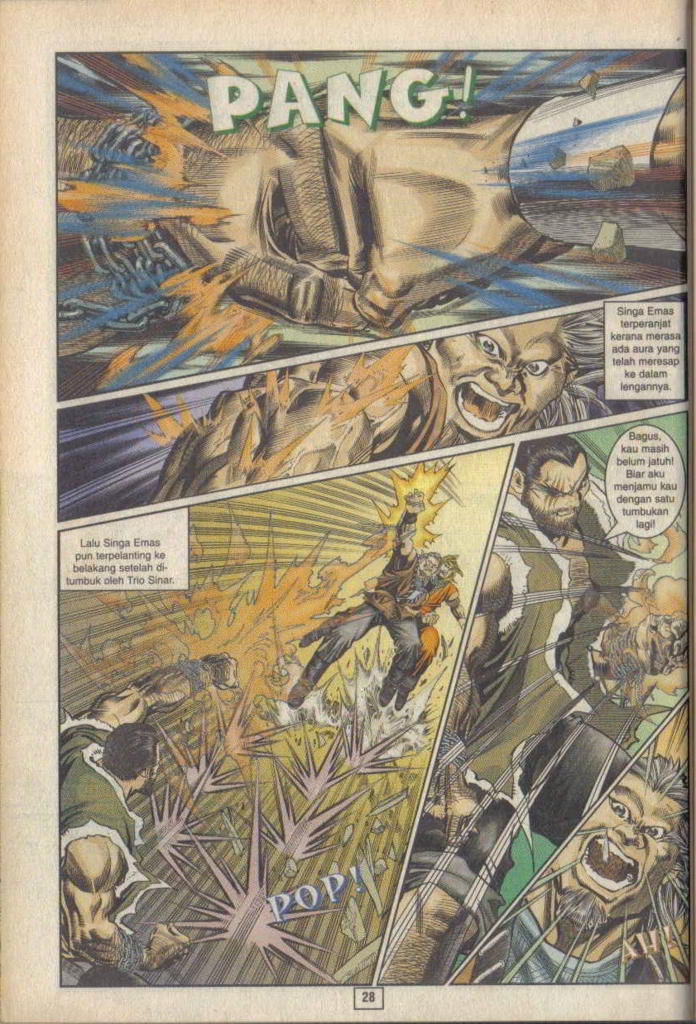 PANG!
Singa Emas
terperanjat
kerana merasa
ada aura yang
telah meresap
ke dalam
lengannya.
Lalu Singa Emas
pun terpelanting ke
belakang setelah di-
tumbuk oleh Trio Sinar.
Bagus,
kau masih
belum jatuh!
Biar aku
menjamu kau
dengan satu
tumbukan
lagi!
POP!
28